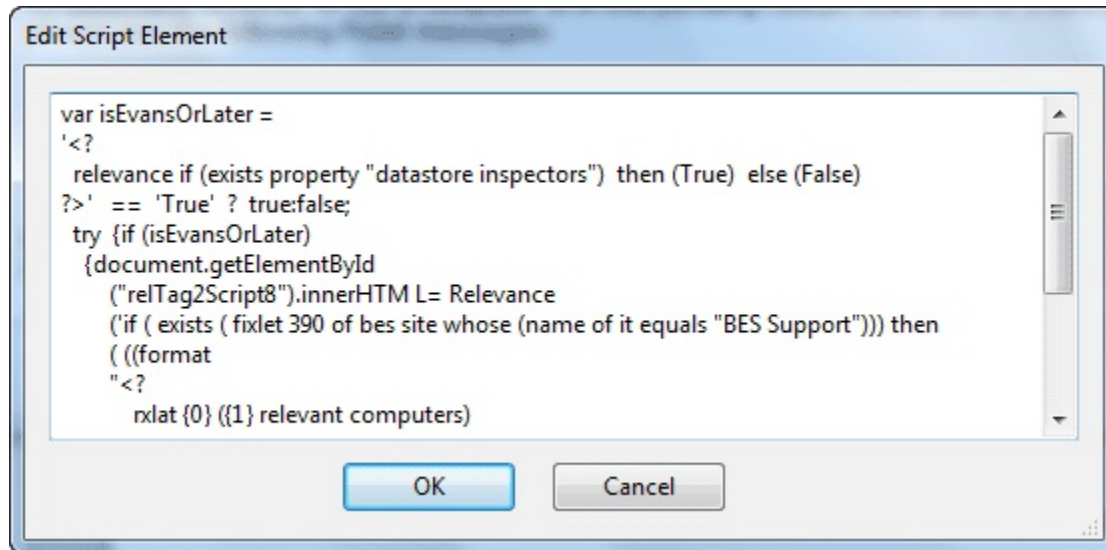 Edit Script Element
var isEvansOrLater =
'<?
relevance if (exists property "datastore inspectors") then (True) else (False)
?>' == 'True' ? true:false;
try {if (isEvansOrLater)
{document.getElementById
("relTag2Script8").innerHTM L= Relevance
('if ( exists ( fixlet 390 of bes site whose (name of it equals "BES Support"))) then
( ((format
"<?
rxlat {0} ({1} relevant computers)
OK
Cancel